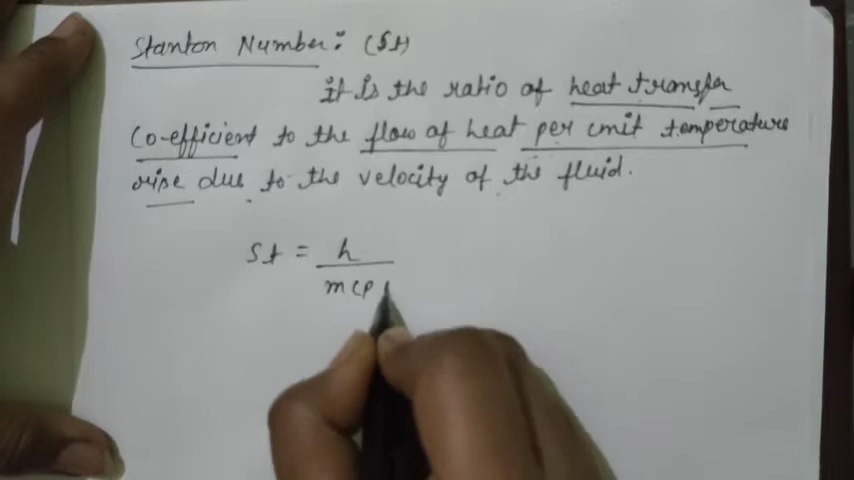 Stanton Number: (St)
it is the ratio of heat transfer
co-efficient to the flow of heat per unit temperature
rise due to the velocity of the fluid.
St = h / mcp